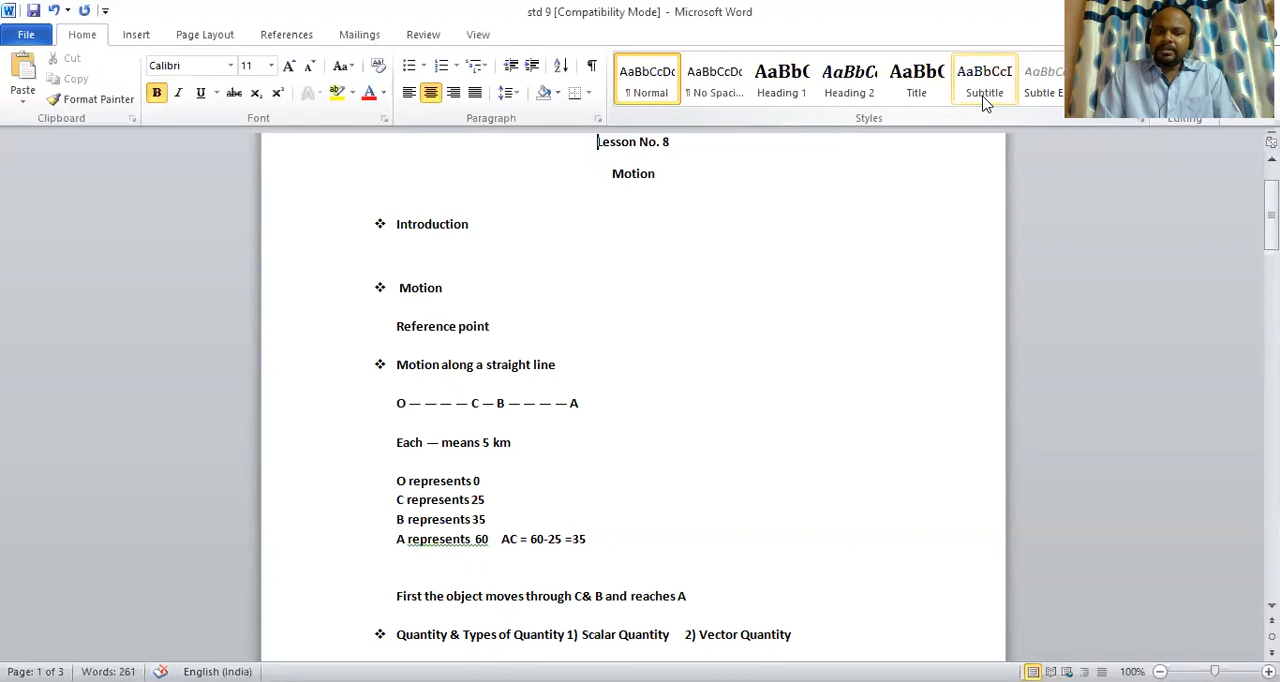 std 9 [Compatibility Mode] - Microsoft Word
File Home Insert Page Layout References Mailings Review View
Paste
Cut
Copy
Format Painter
Clipboard
Calibri 11
Font
Paragraph
AaBbCcDc AaBbCcDc AaBbC AaBbCc AaBbC AaBbCcI AaBbCc
¶ Normal ¶ No Spaci... Heading 1 Heading 2 Title Subtitle Subtle E
Styles
Lesson No. 8
Motion
❖ Introduction
❖ Motion
Reference point
❖ Motion along a straight line
O — — — — C — B — — — — A
Each — means 5 km
O represents 0
C represents 25
B represents 35
A represents 60 AC = 60-25 =35
First the object moves through C& B and reaches A
❖ Quantity & Types of Quantity 1) Scalar Quantity 2) Vector Quantity
Page: 1 of 3 Words: 261 English (India) 100%